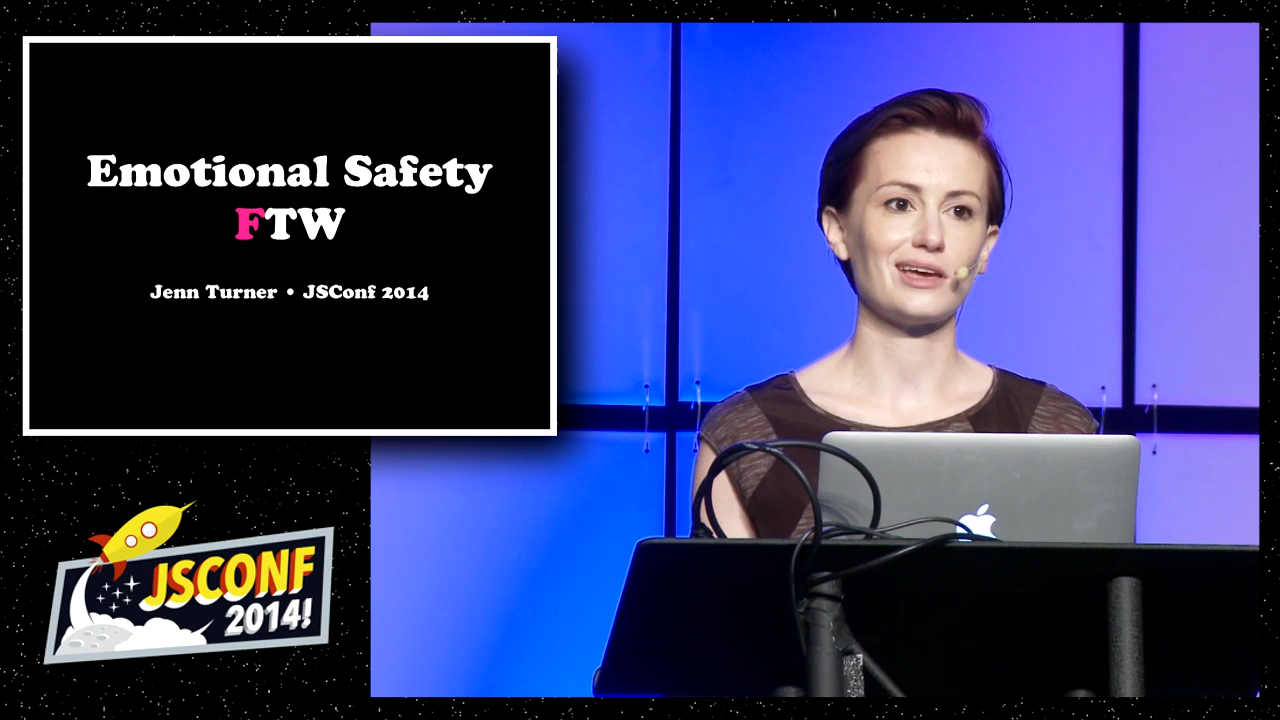 Emotional Safety
FTW
Jenn Turner • JSConf 2014
JSCONF
2014!